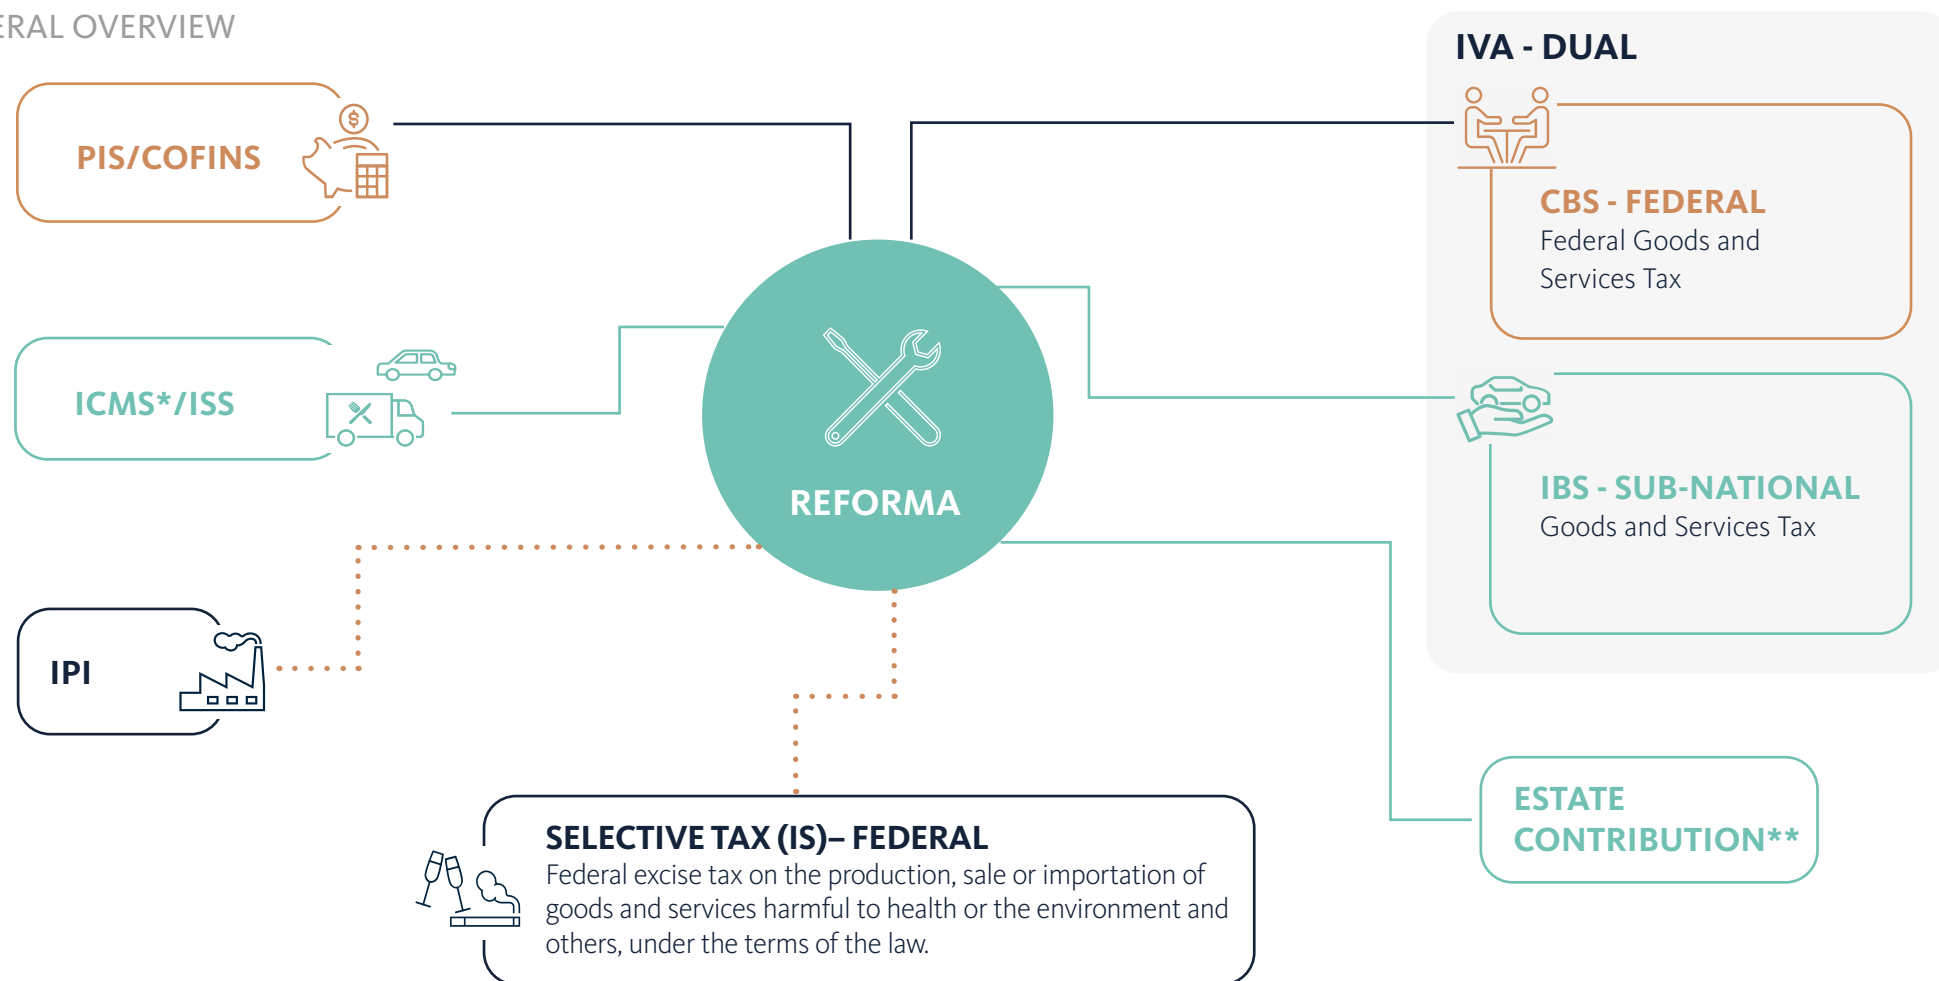 ERAL OVERVIEW
IVA - DUAL
PIS/COFINS
$
CBS - FEDERAL
Federal Goods and
Services Tax
ICMS*/ISS
REFORMA
IBS - SUB-NATIONAL
Goods and Services Tax
IPI
SELECTIVE TAX (IS)– FEDERAL
Federal excise tax on the production, sale or importation of
goods and services harmful to health or the environment and
others, under the terms of the law.
ESTATE
CONTRIBUTION**